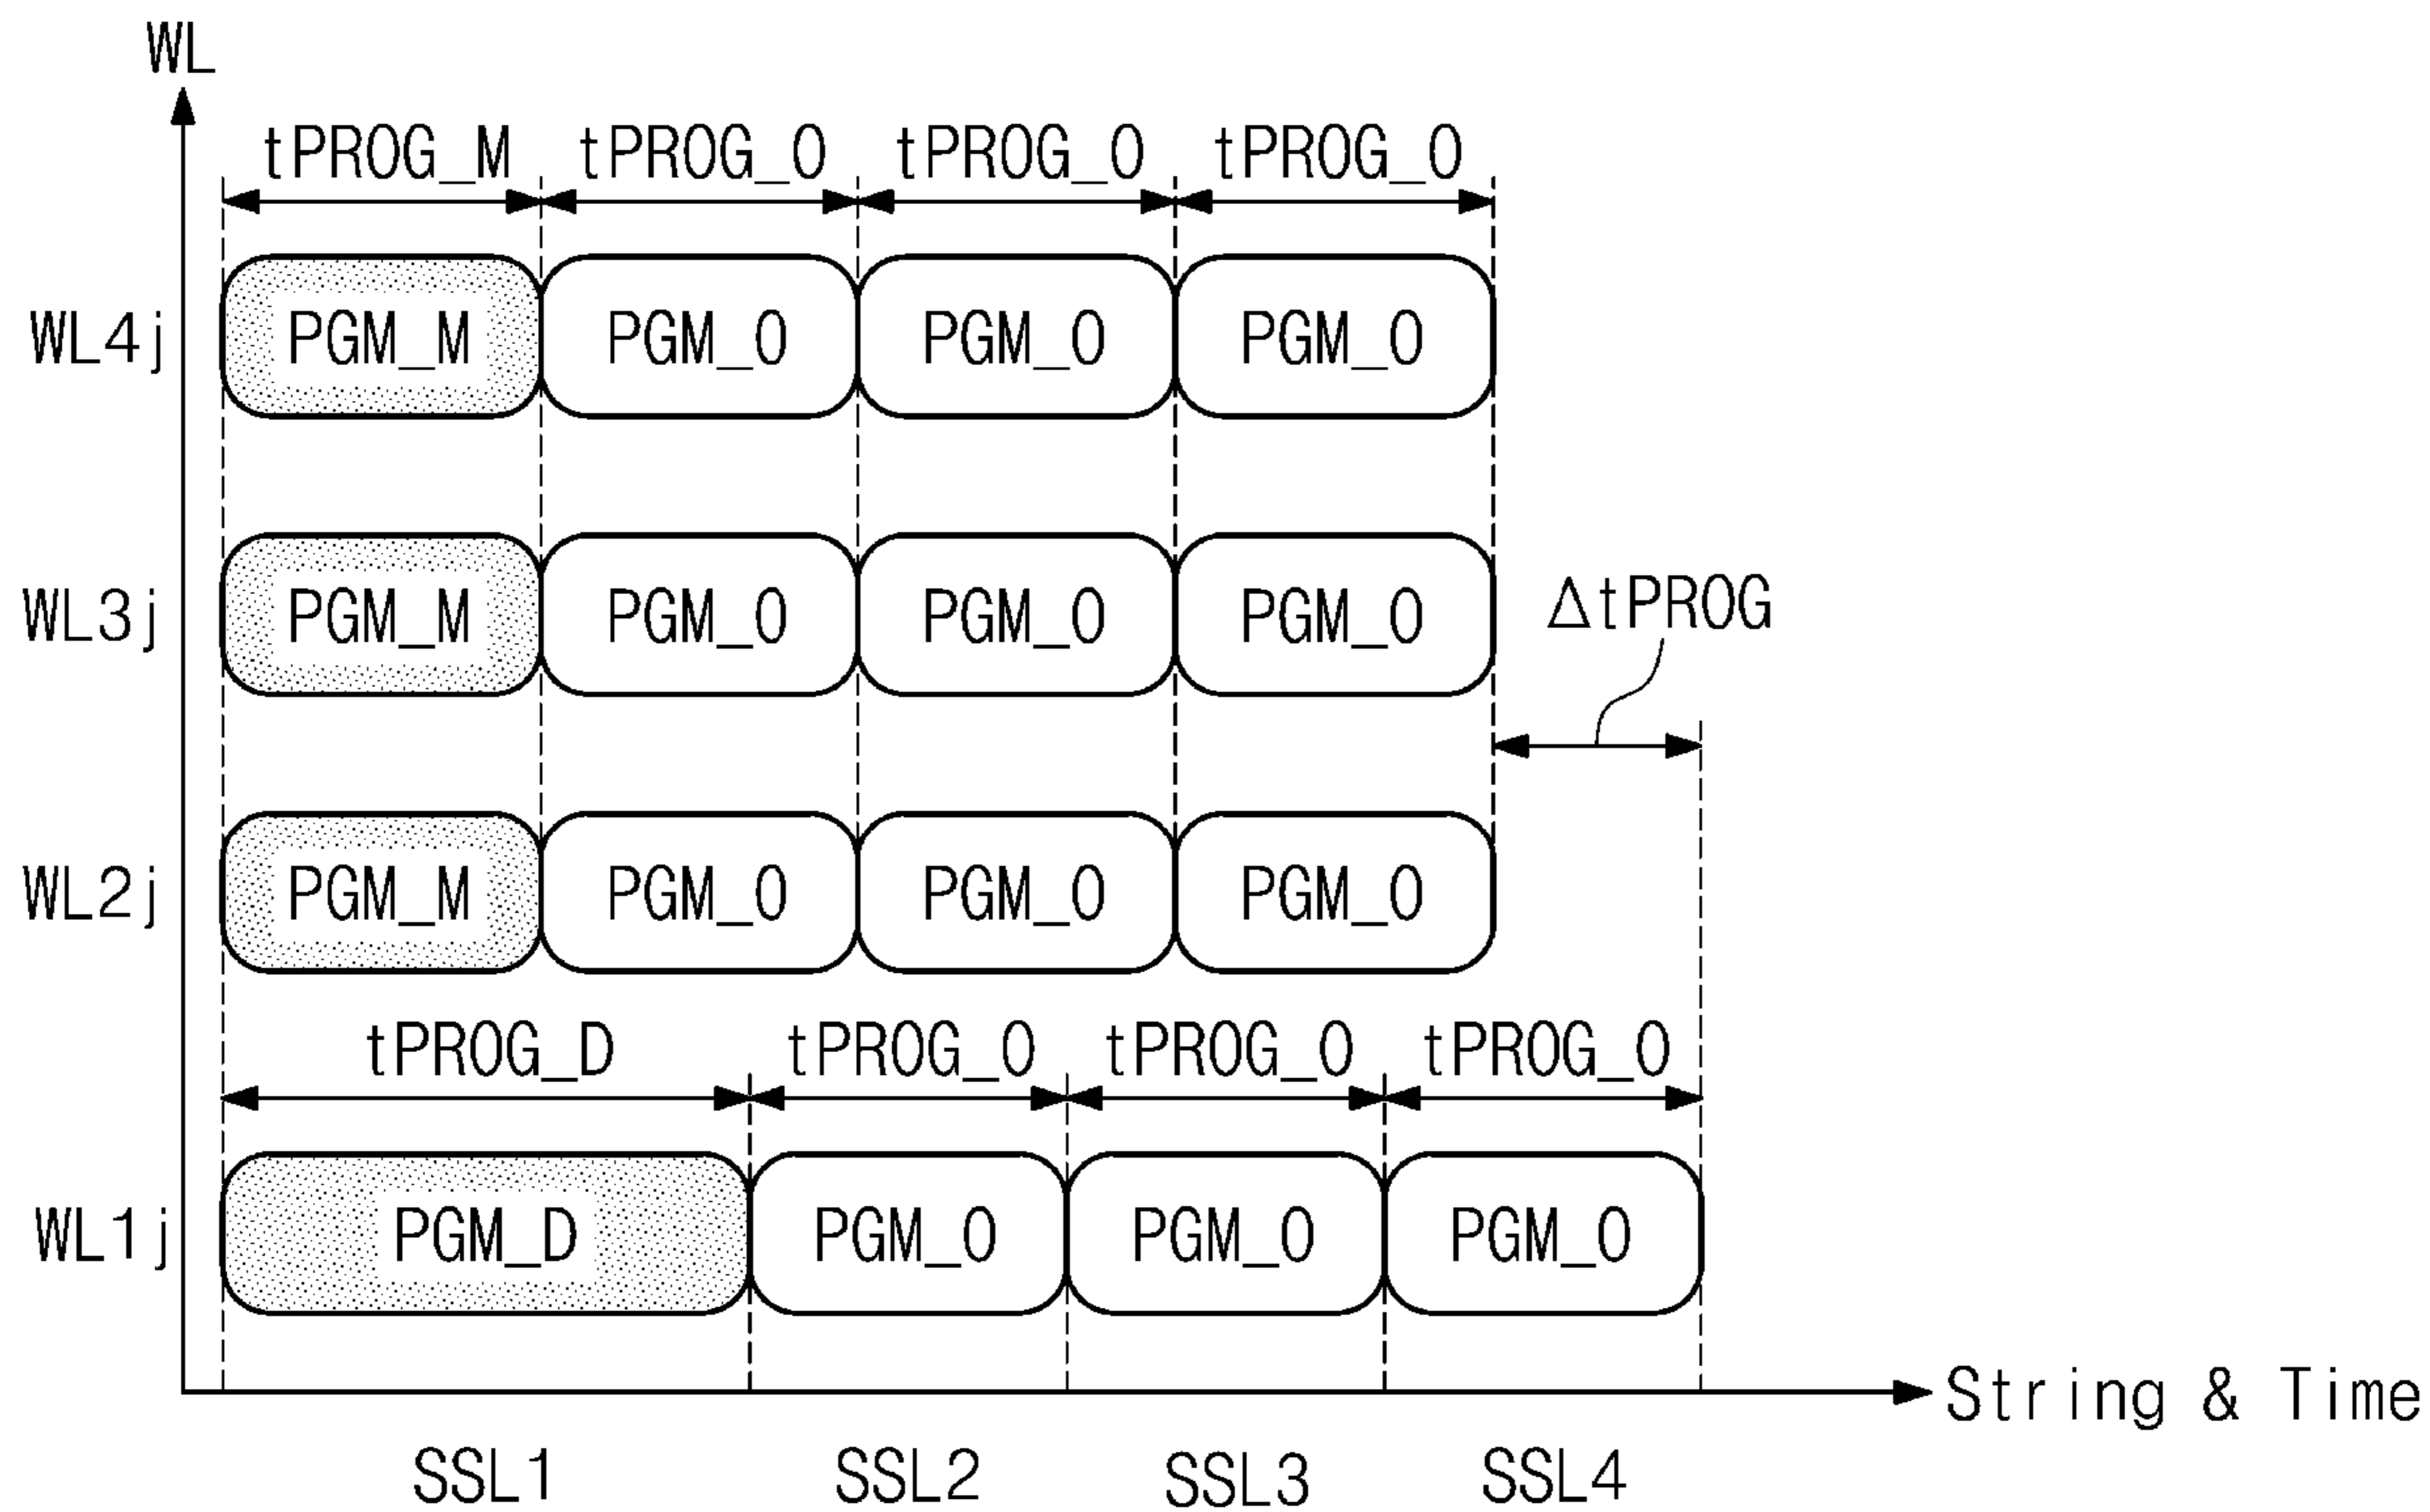 WL
tPROG_M tPROG_O tPROG_O tPROG_O
WL4j PGM_M PGM_O PGM_O PGM_O
WL3j PGM_M PGM_O PGM_O PGM_O
ΔtPROG
WL2j PGM_M PGM_O PGM_O PGM_O
tPROG_D tPROG_O tPROG_O tPROG_O
WL1j PGM_D PGM_O PGM_O PGM_O
String & Time
SSL1 SSL2 SSL3 SSL4